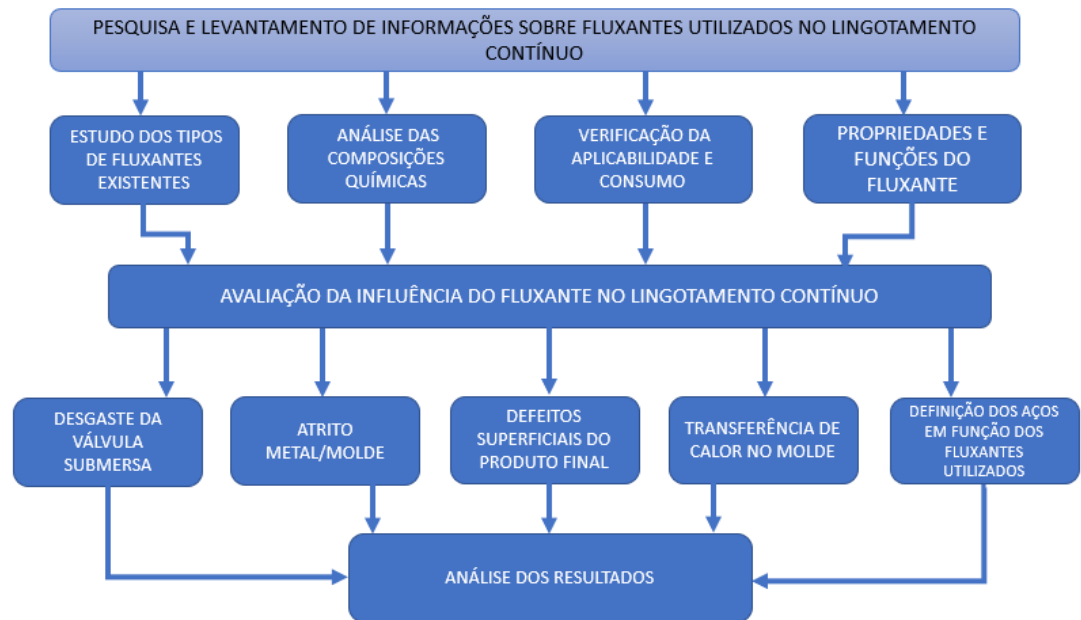 PESQUISA E LEVANTAMENTO DE INFORMAÇÕES SOBRE FLUXANTES UTILIZADOS NO LINGOTAMENTO
CONTÍNUO
ESTUDO DOS TIPOS
DE FLUXANTES
EXISTENTES
ANÁLISE DAS
COMPOSIÇÕES
QUÍMICAS
VERIFICAÇÃO DA
APLICABILIDADE E
CONSUMO
PROPRIEDADES E
FUNÇÕES DO
FLUXANTE
AVALIAÇÃO DA INFLUÊNCIA DO FLUXANTE NO LINGOTAMENTO CONTÍNUO
DESGASTE DA
VÁLVULA
SUBMERSA
ATRITO
METAL/MOLDE
DEFEITOS
SUPERFICIAIS DO
PRODUTO FINAL
TRANSFERÊNCIA DE
CALOR NO MOLDE
DEFINIÇÃO DOS AÇOS
EM FUNÇÃO DOS
FLUXANTES
UTILIZADOS
ANÁLISE DOS RESULTADOS